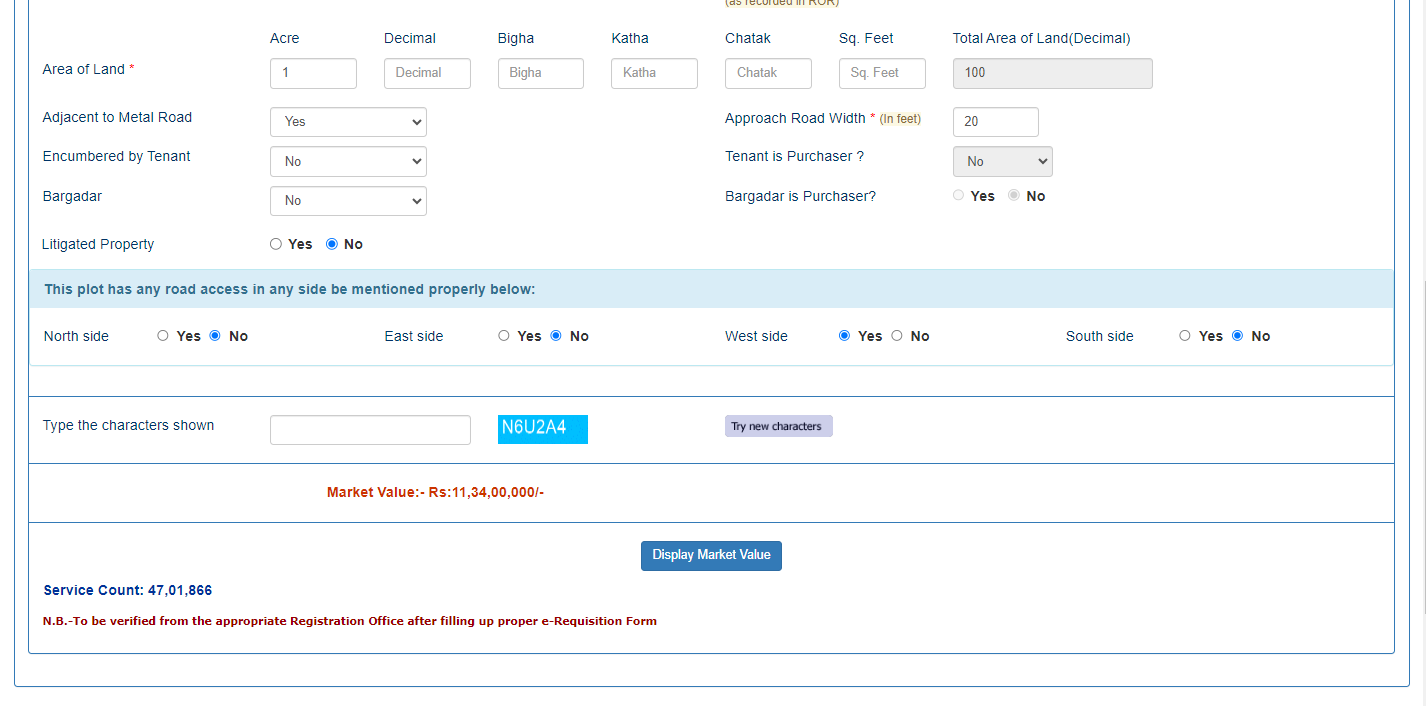 (as recorded in ROR)
Acre Decimal Bigha Katha Chatak Sq. Feet Total Area of Land(Decimal)
Area of Land * 1 Decimal Bigha Katha Chatak Sq. Feet 100
Adjacent to Metal Road Yes Approach Road Width * (In feet) 20
Encumbered by Tenant No Tenant is Purchaser ? No
Bargadar No Bargadar is Purchaser? Yes No
Litigated Property Yes No
This plot has any road access in any side be mentioned properly below:
North side Yes No East side Yes No West side Yes No South side Yes No
Type the characters shown N6U2A4 Try new characters
Market Value:- Rs:11,34,00,000/-
Display Market Value
Service Count: 47,01,866
N.B.-To be verified from the appropriate Registration Office after filling up proper e-Requisition Form